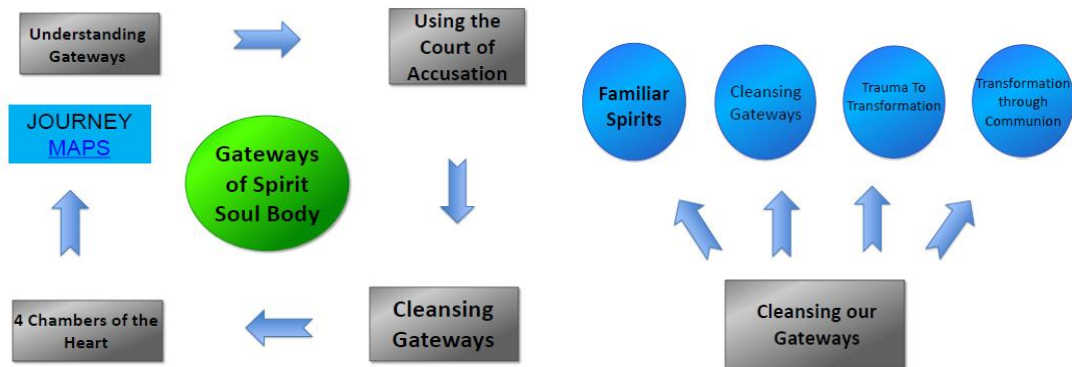 Understanding
Gateways
Using the
Court of
Accusation
JOURNEY
MAPS
Gateways
of Spirit
Soul Body
4 Chambers of the
Heart
Cleansing
Gateways
Familiar
Spirits
Cleansing
Gateways
Trauma To
Transformation
Transformation
through
Communion
Cleansing our
Gateways